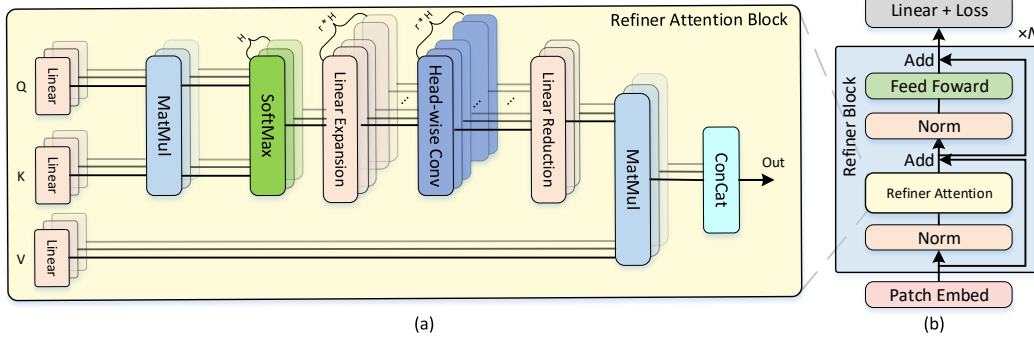 Refiner Attention Block
Q
Linear
K
Linear
V
Linear
MatMul
H
SoftMax
r * H
Linear Expansion
r * H
Head-wise Conv
Linear Reduction
MatMul
ConCat
Out
(a)
Linear + Loss
Add
Feed Foward
Norm
Add
Refiner Attention
Norm
Refiner Block
Patch Embed
(b)